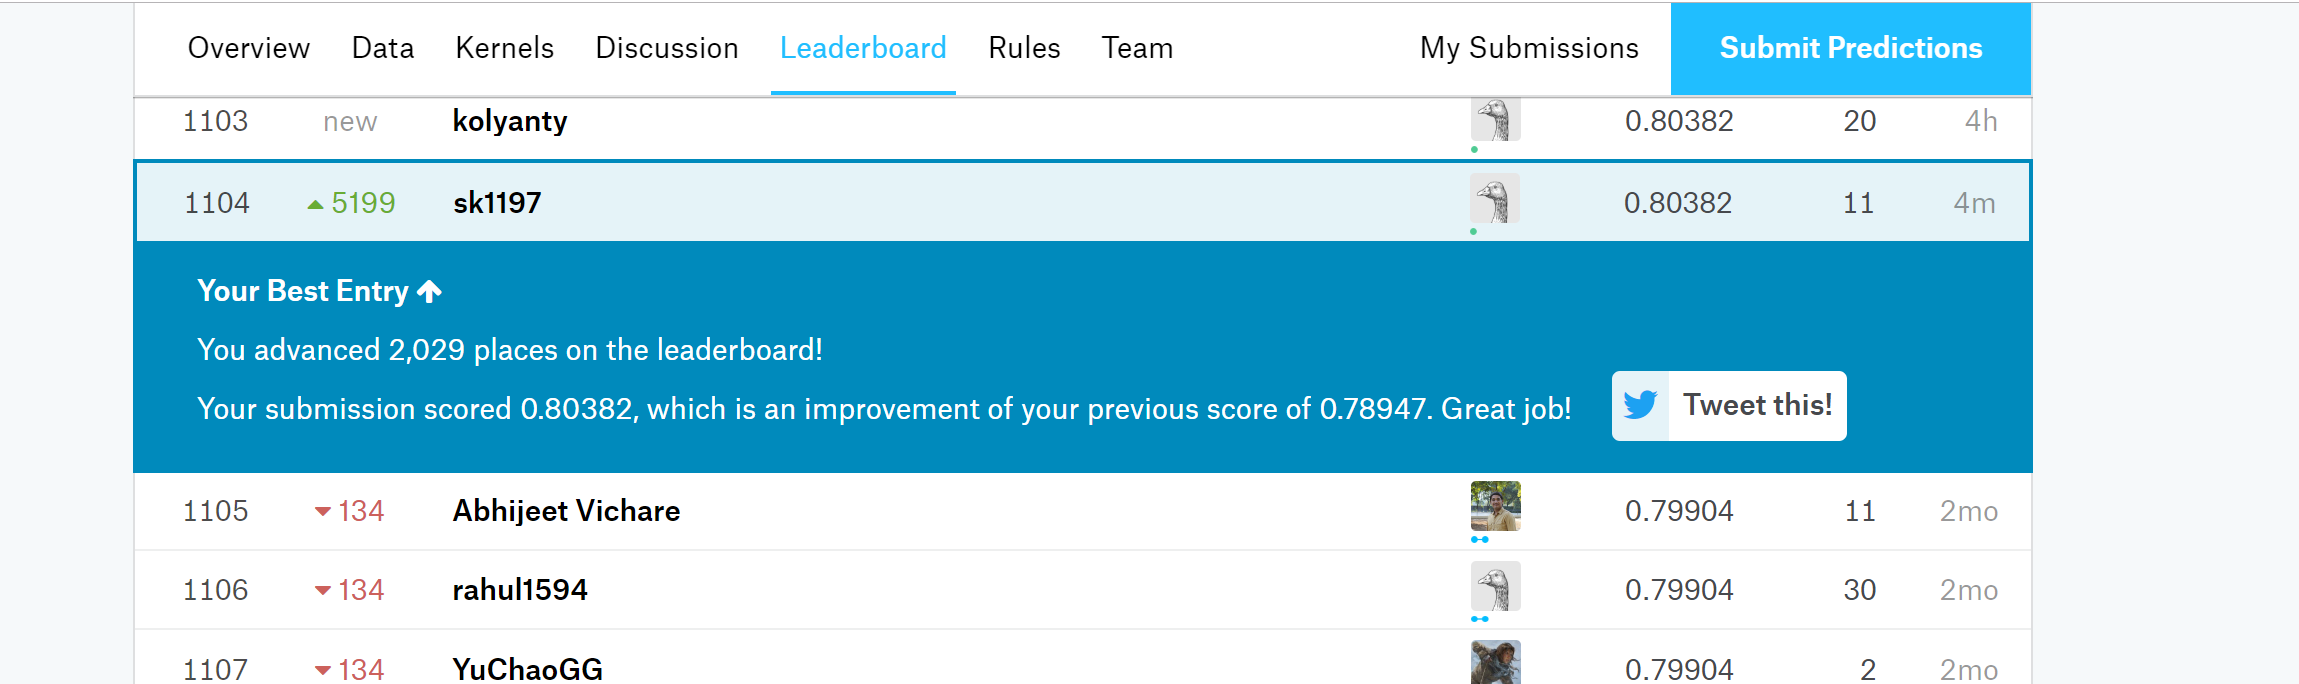 Overview Data Kernels Discussion Leaderboard Rules Team My Submissions Submit Predictions
1103 new kolyanty 0.80382 20 4h
1104 5199 sk1197 0.80382 11 4m
Your Best Entry
You advanced 2,029 places on the leaderboard!
Your submission scored 0.80382, which is an improvement of your previous score of 0.78947. Great job! Tweet this!
1105 134 Abhijeet Vichare 0.79904 11 2mo
1106 134 rahul1594 0.79904 30 2mo
1107 134 YuChaoGG 0.79904 2 2mo